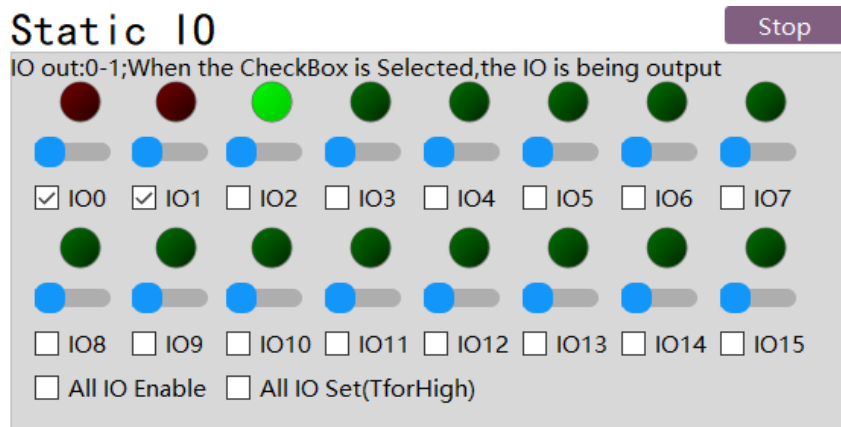 Static IO
Stop
IO out:0-1;When the CheckBox is Selected,the IO is being output
IO0 IO1 IO2 IO3 IO4 IO5 IO6 IO7
IO8 IO9 IO10 IO11 IO12 IO13 IO14 IO15
All IO Enable All IO Set(TforHigh)